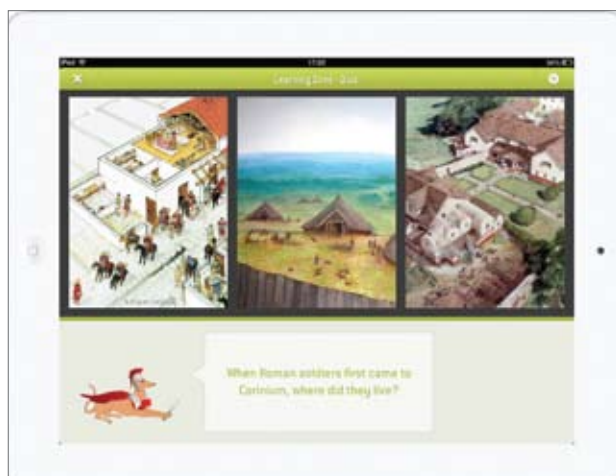 iPad
17:00
Learning Zone - Quiz
When Roman soldiers first came to
Corinium, where did they live?